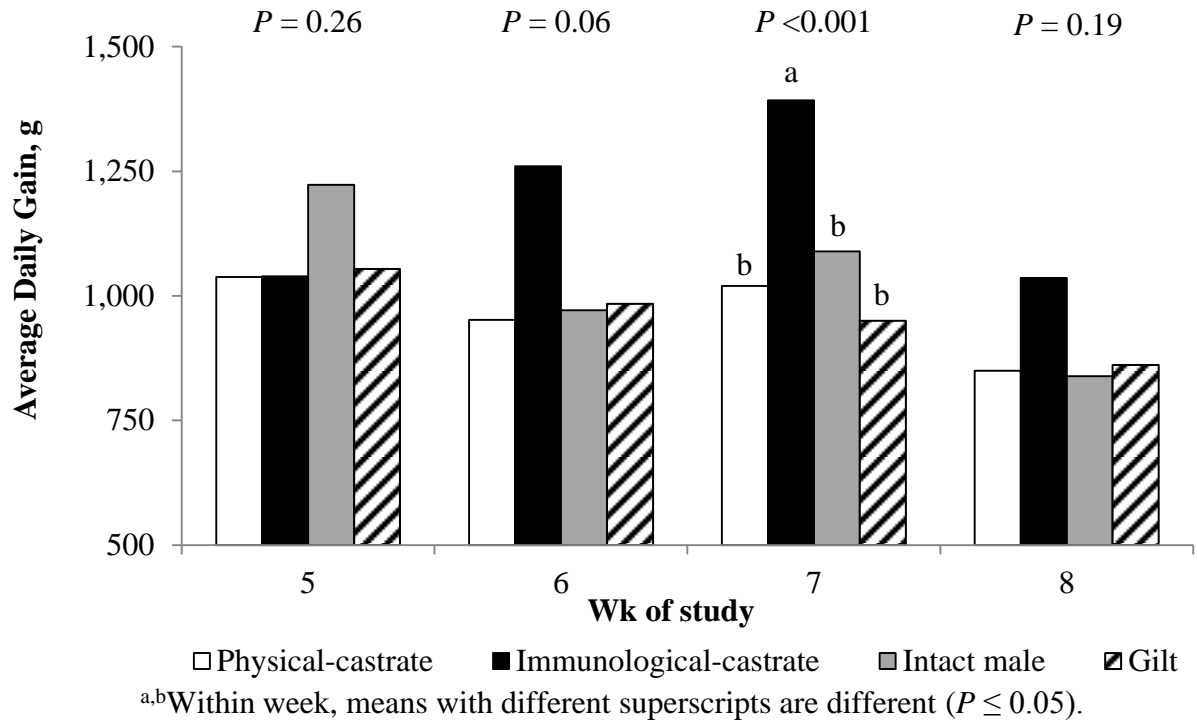 P = 0.26 P = 0.06 P <0.001 P = 0.19
1,500
1,250
1,000
750
500
Average Daily Gain, g
a
b
b
b
5 6 7 8
Wk of study
Physical-castrate Immunological-castrate Intact male Gilt
a,bWithin week, means with different superscripts are different (P ≤ 0.05).